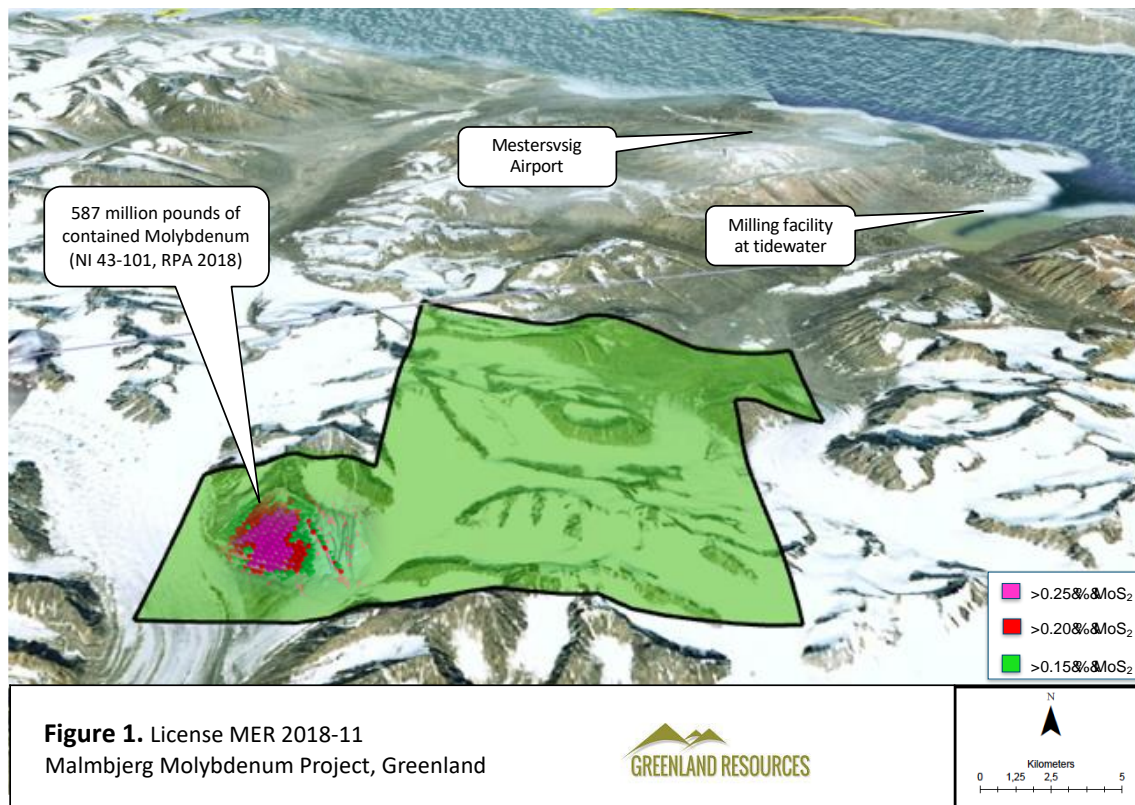 Mestersvsig
Airport
587 million pounds of
contained Molybdenum
(NI 43-101, RPA 2018)
Milling facility
at tidewater
>0.25&%&MoS₂
>0.20&%&MoS₂
>0.15&%&MoS₂
Figure 1. License MER 2018-11
Malmbjerg Molybdenum Project, Greenland
GREENLAND RESOURCES
N
Kilometers
0 1,25 2,5 5